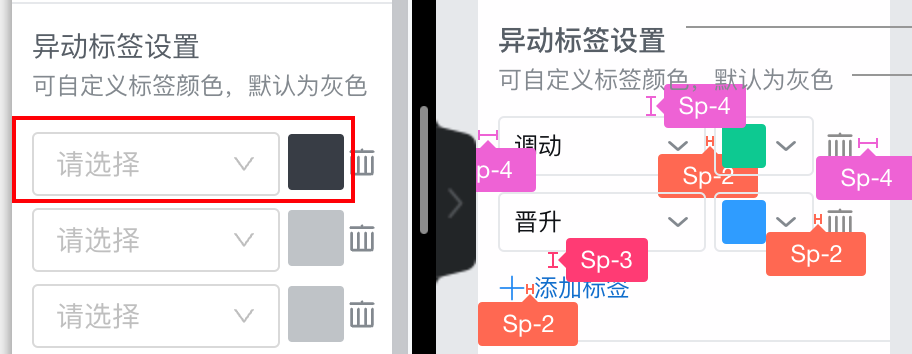 异动标签设置
可自定义标签颜色，默认为灰色
请选择
请选择
请选择
异动标签设置
可自定义标签颜色，默认为灰色
Sp-4
调动
p-4
Sp-2
Sp-4
晋升
Sp-2
Sp-3
添加标签
Sp-2